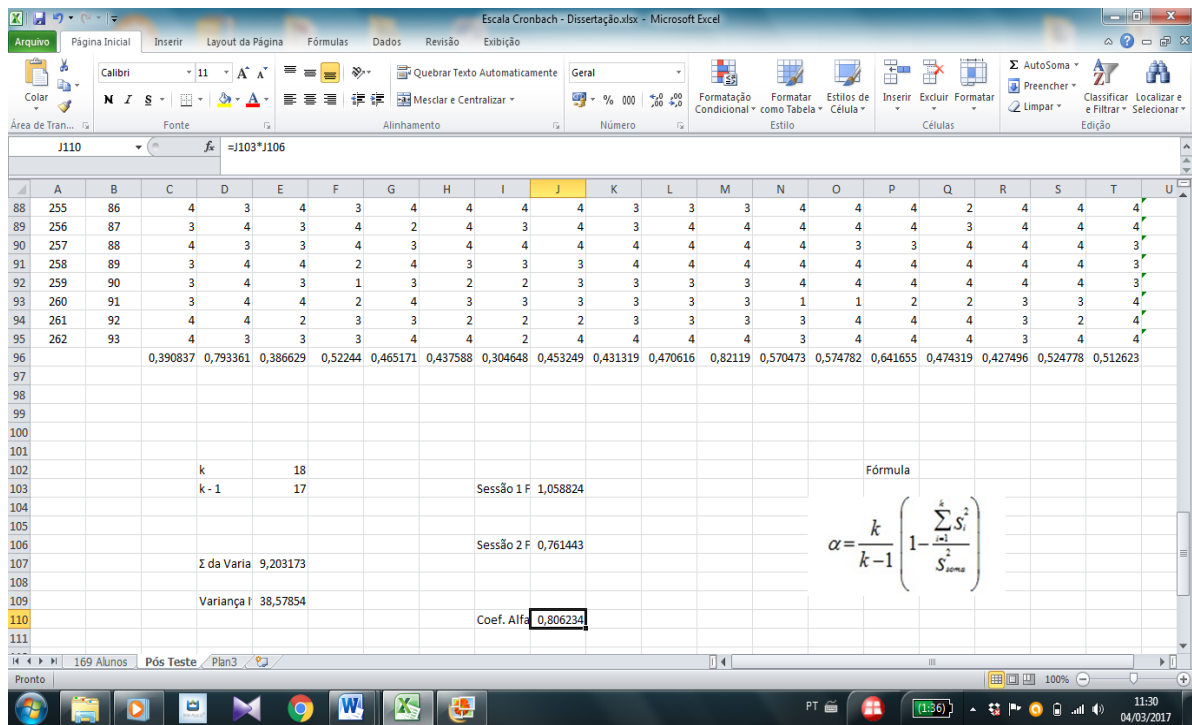 Escala Cronbach - Dissertação.xlsx - Microsoft Excel
Arquivo Página Inicial Inserir Layout da Página Fórmulas Dados Revisão Exibição
Colar
Calibri 11
Quebrar Texto Automaticamente
Geral
Formatação Condicional
Formatar como Tabela
Estilos de Célula
Inserir Excluir Formatar
Σ AutoSoma
Preencher
Limpar
Classificar e Filtrar
Localizar e Selecionar
N I S
Mesclar e Centralizar
% 000
Área de Tran... Fonte Alinhamento Número Estilo Células Edição
J110 fx =J103*J106
A B C D E F G H I J K L M N O P Q R S T U
88 255 86 4 3 4 3 4 4 4 4 3 3 3 4 4 4 2 4 4 4
89 256 87 3 4 3 4 2 4 3 4 3 4 4 4 4 4 3 4 4 4
90 257 88 4 3 3 4 3 4 4 4 4 4 4 4 3 3 4 4 4 3
91 258 89 3 4 4 2 4 3 3 3 4 4 4 4 4 4 4 4 4 3
92 259 90 3 4 3 1 3 2 2 3 3 3 3 4 4 4 4 4 4 3
93 260 91 3 4 4 2 4 3 3 3 3 3 3 1 1 2 2 3 3 4
94 261 92 4 4 2 3 3 2 2 2 3 3 3 3 4 4 4 3 2 4
95 262 93 4 3 3 3 4 4 2 4 4 4 4 3 4 4 4 3 4 4
96 0,390837 0,793361 0,386629 0,52244 0,465171 0,437588 0,304648 0,453249 0,431319 0,470616 0,82119 0,570473 0,574782 0,641655 0,474319 0,427496 0,524778 0,512623
97
98
99
100
101
102 k 18 Fórmula
103 k - 1 17 Sessão 1 F 1,058824
104
105
α = k/k−1 (1 − Σ i=1 k s i 2 / s soma 2)
106 Sessão 2 F 0,761443
107 Σ da Varia 9,203173
108
109 Variança I 38,57854
110 Coef. Alfa 0,806234
111
169 Alunos Pós Teste Plan3
Pronto 100%
PT (1:36) 11:30
04/03/2017